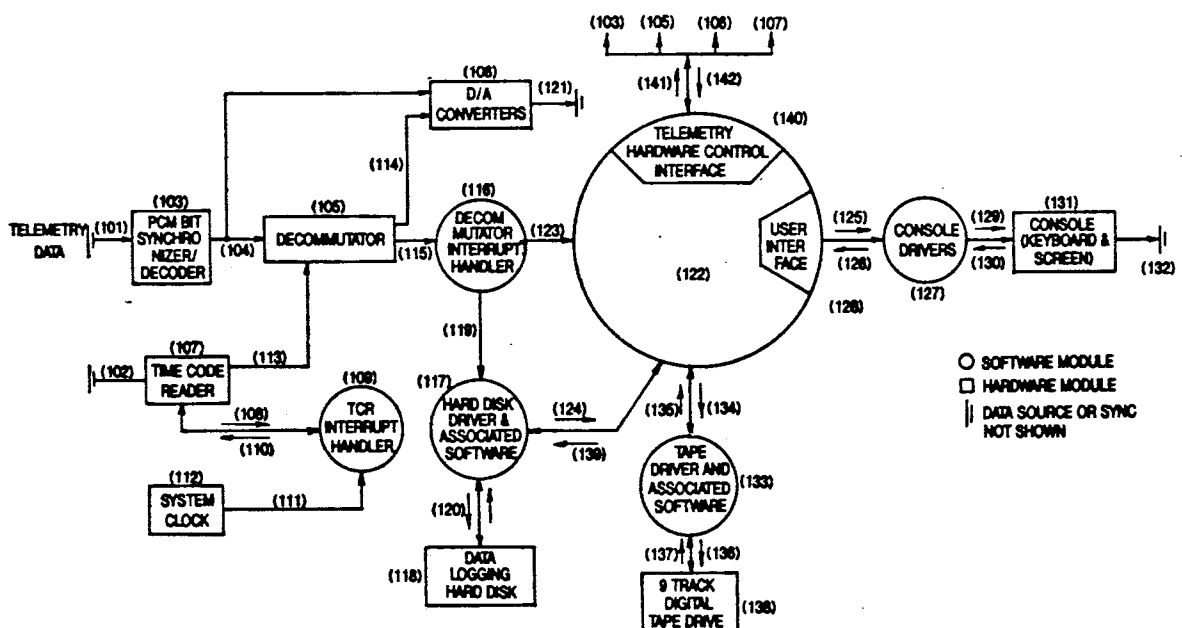 (103) (105) (106) (107)
(141) (142)
(106)
D/A
CONVERTERS
(121)
(140)
TELEMETRY
HARDWARE CONTROL
INTERFACE
(114)
(116)
DECOM
MUTATOR
INTERRUPT
HANDLER
(123)
TELEMETRY
DATA
(101)
(103)
PCM BIT
SYNCHRO
NIZER/
DECODER
(104)
(105)
DECOMMUTATOR
(115)
(122)
USER
INTER
FACE
(125)
(126)
(126)
CONSOLE
DRIVERS
(127)
(129)
(130)
(131)
CONSOLE
(KEYBOARD &
SCREEN)
(132)
(119)
(102)
(107)
TIME CODE
READER
(113)
(108)
(110)
(109)
TCR
INTERRUPT
HANDLER
(117)
HARD DISK
DRIVER &
ASSOCIATED
SOFTWARE
(124)
(139)
(135)
(134)
SOFTWARE MODULE
HARDWARE MODULE
DATA SOURCE OR SYNC
NOT SHOWN
(112)
SYSTEM
CLOCK
(111)
TAPE
DRIVER AND
ASSOCIATED
SOFTWARE
(133)
(120)
(118)
DATA
LOGGING
HARD DISK
(137)
(136)
9 TRACK
DIGITAL
TAPE DRIVE
(138)